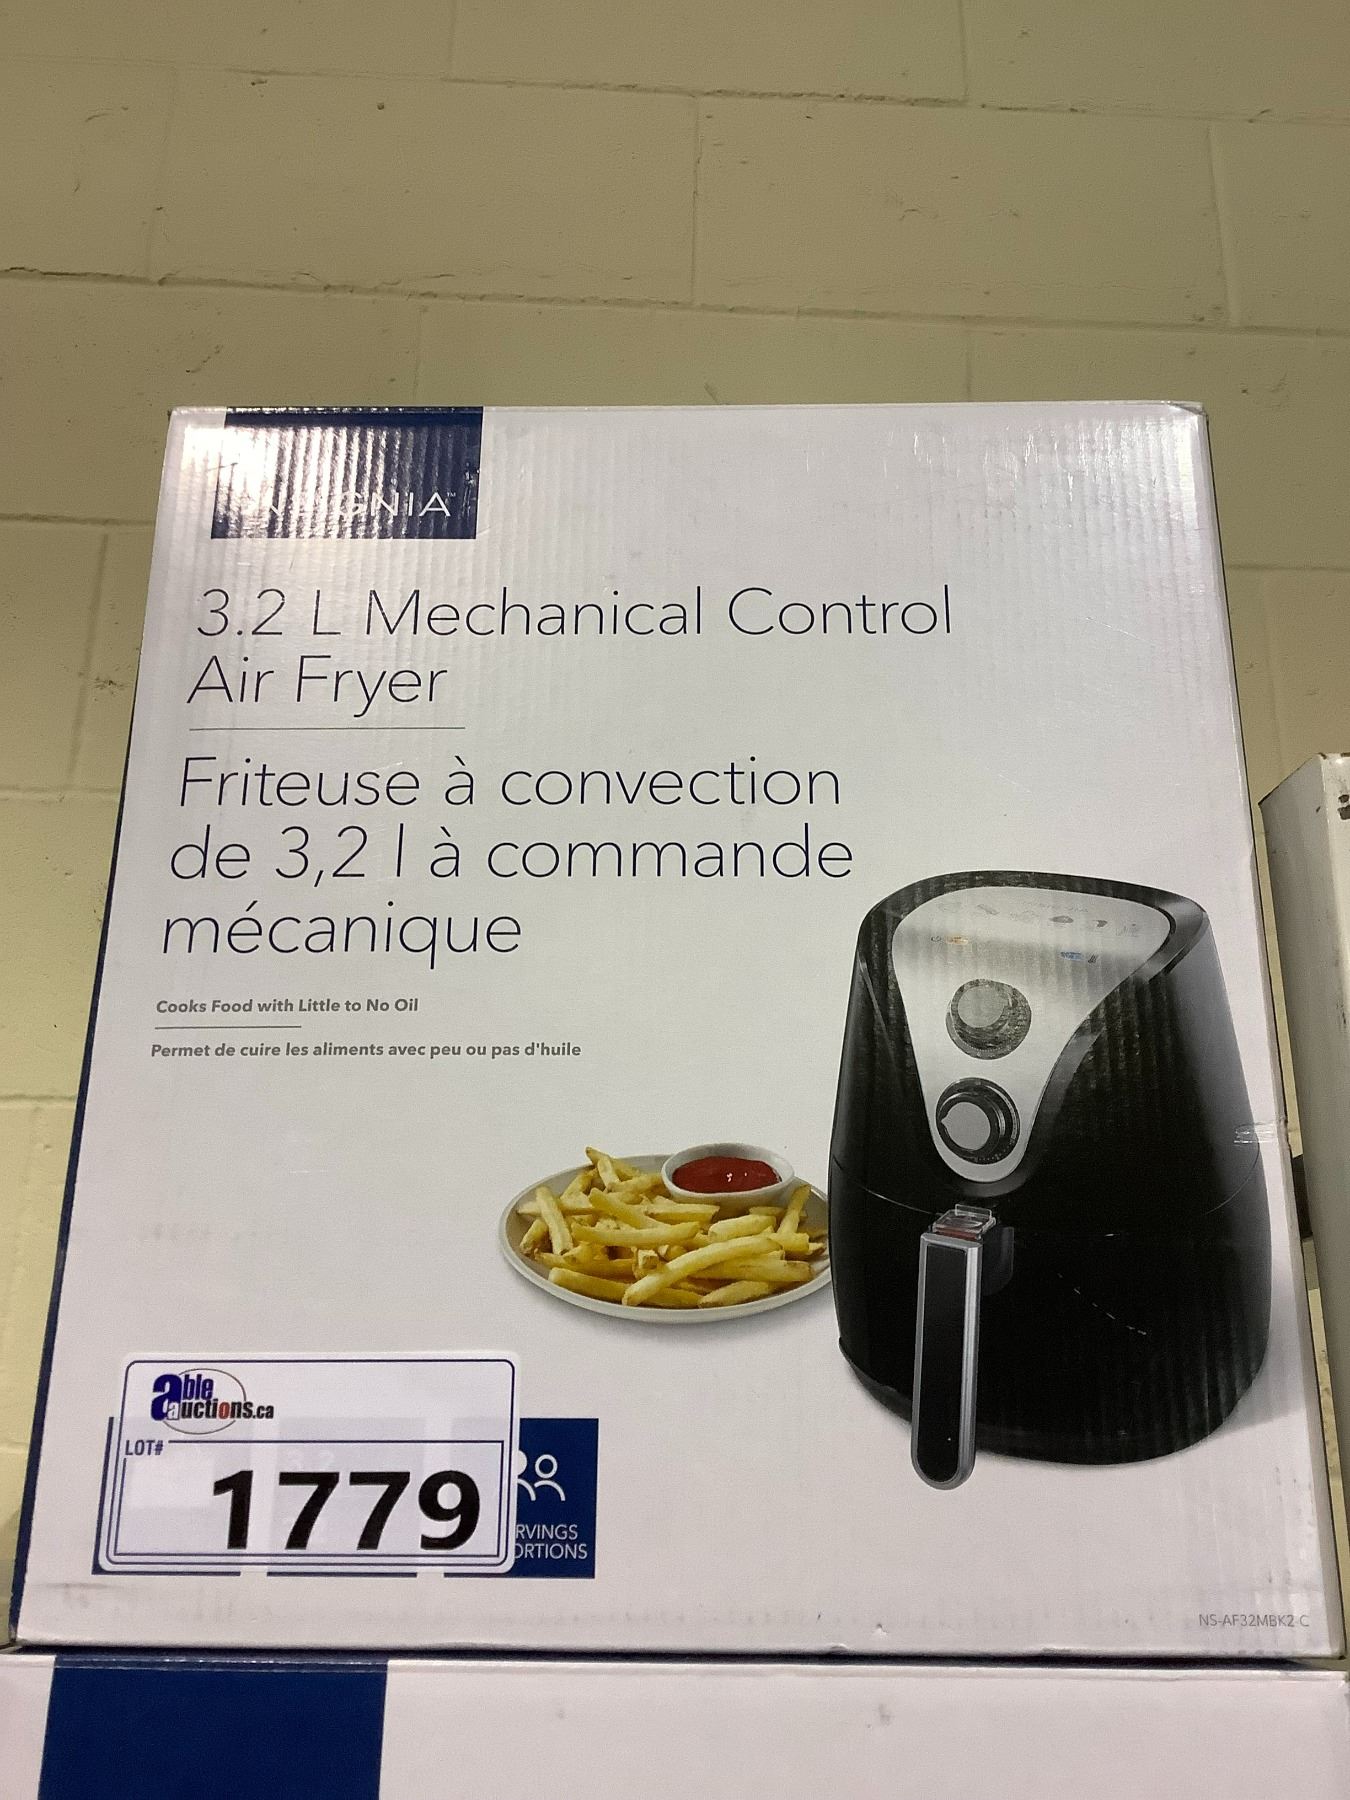 INSIGNIA™
3.2 L Mechanical Control
Air Fryer
Friteuse à convection
de 3,2 l à commande
mécanique
Cooks Food with Little to No Oil
Permet de cuire les aliments avec peu ou pas d'huile
able
auctions.ca
LOT#
1779
RVINGS
ORTIONS
NS-AF32MBK2-C